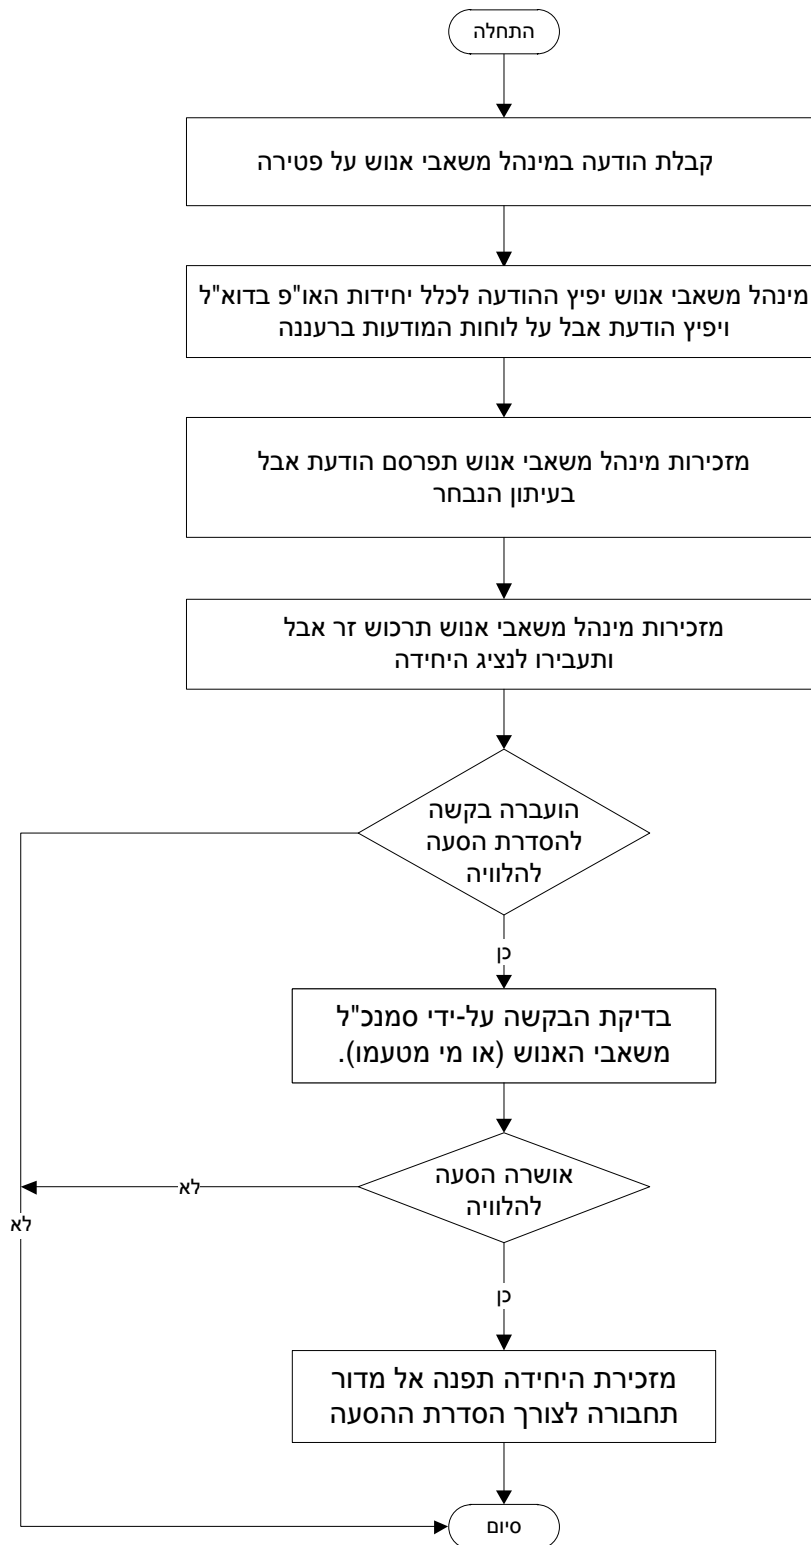 התחלה
קבלת הודעה במינהל משאבי אנוש על פטירה
מינהל משאבי אנוש יפיץ ההודעה לכלל יחידות האו"פ בדוא"ל
ויפיץ הודעת אבל על לוחות המודעות ברעננה
מזכירות מינהל משאבי אנוש תפרסם הודעת אבל
בעיתון הנבחר
מזכירות מינהל משאבי אנוש תרכוש זר אבל
ותעבירו לנציג היחידה
הועברה בקשה
להסדרת הסעה
להלוויה
כן
בדיקת הבקשה על-ידי סמנכ"ל
משאבי האנוש (או מי מטעמו).
אושרה הסעה
להלוויה
לא
לא
כן
מזכירת היחידה תפנה אל מדור
תחבורה לצורך הסדרת ההסעה
סיום